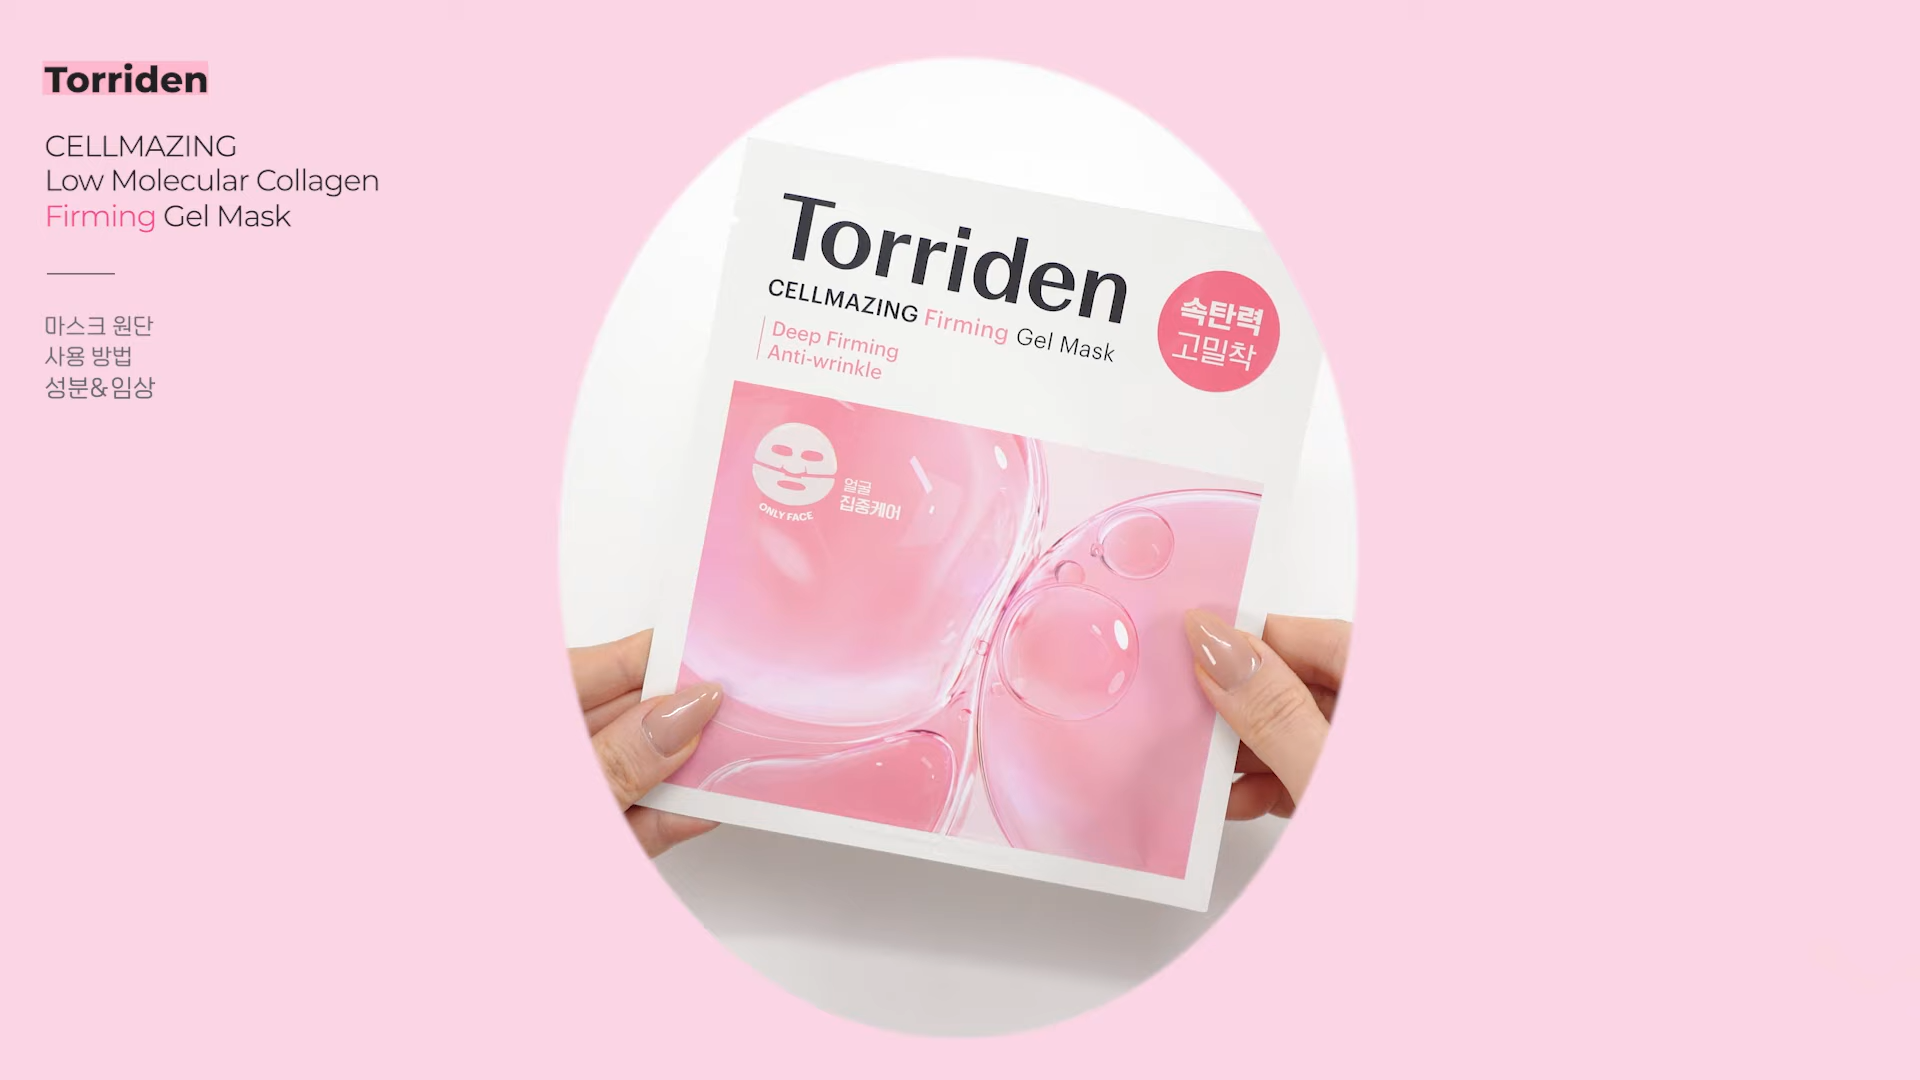 Torriden
CELLMAZING
Low Molecular Collagen
Firming Gel Mask
마스크 원단
사용 방법
성분&임상
Torriden
CELLMAZING Firming Gel Mask
Deep Firming
Anti-wrinkle
속탄력
고밀착
얼굴
집중케어
ONLY FACE